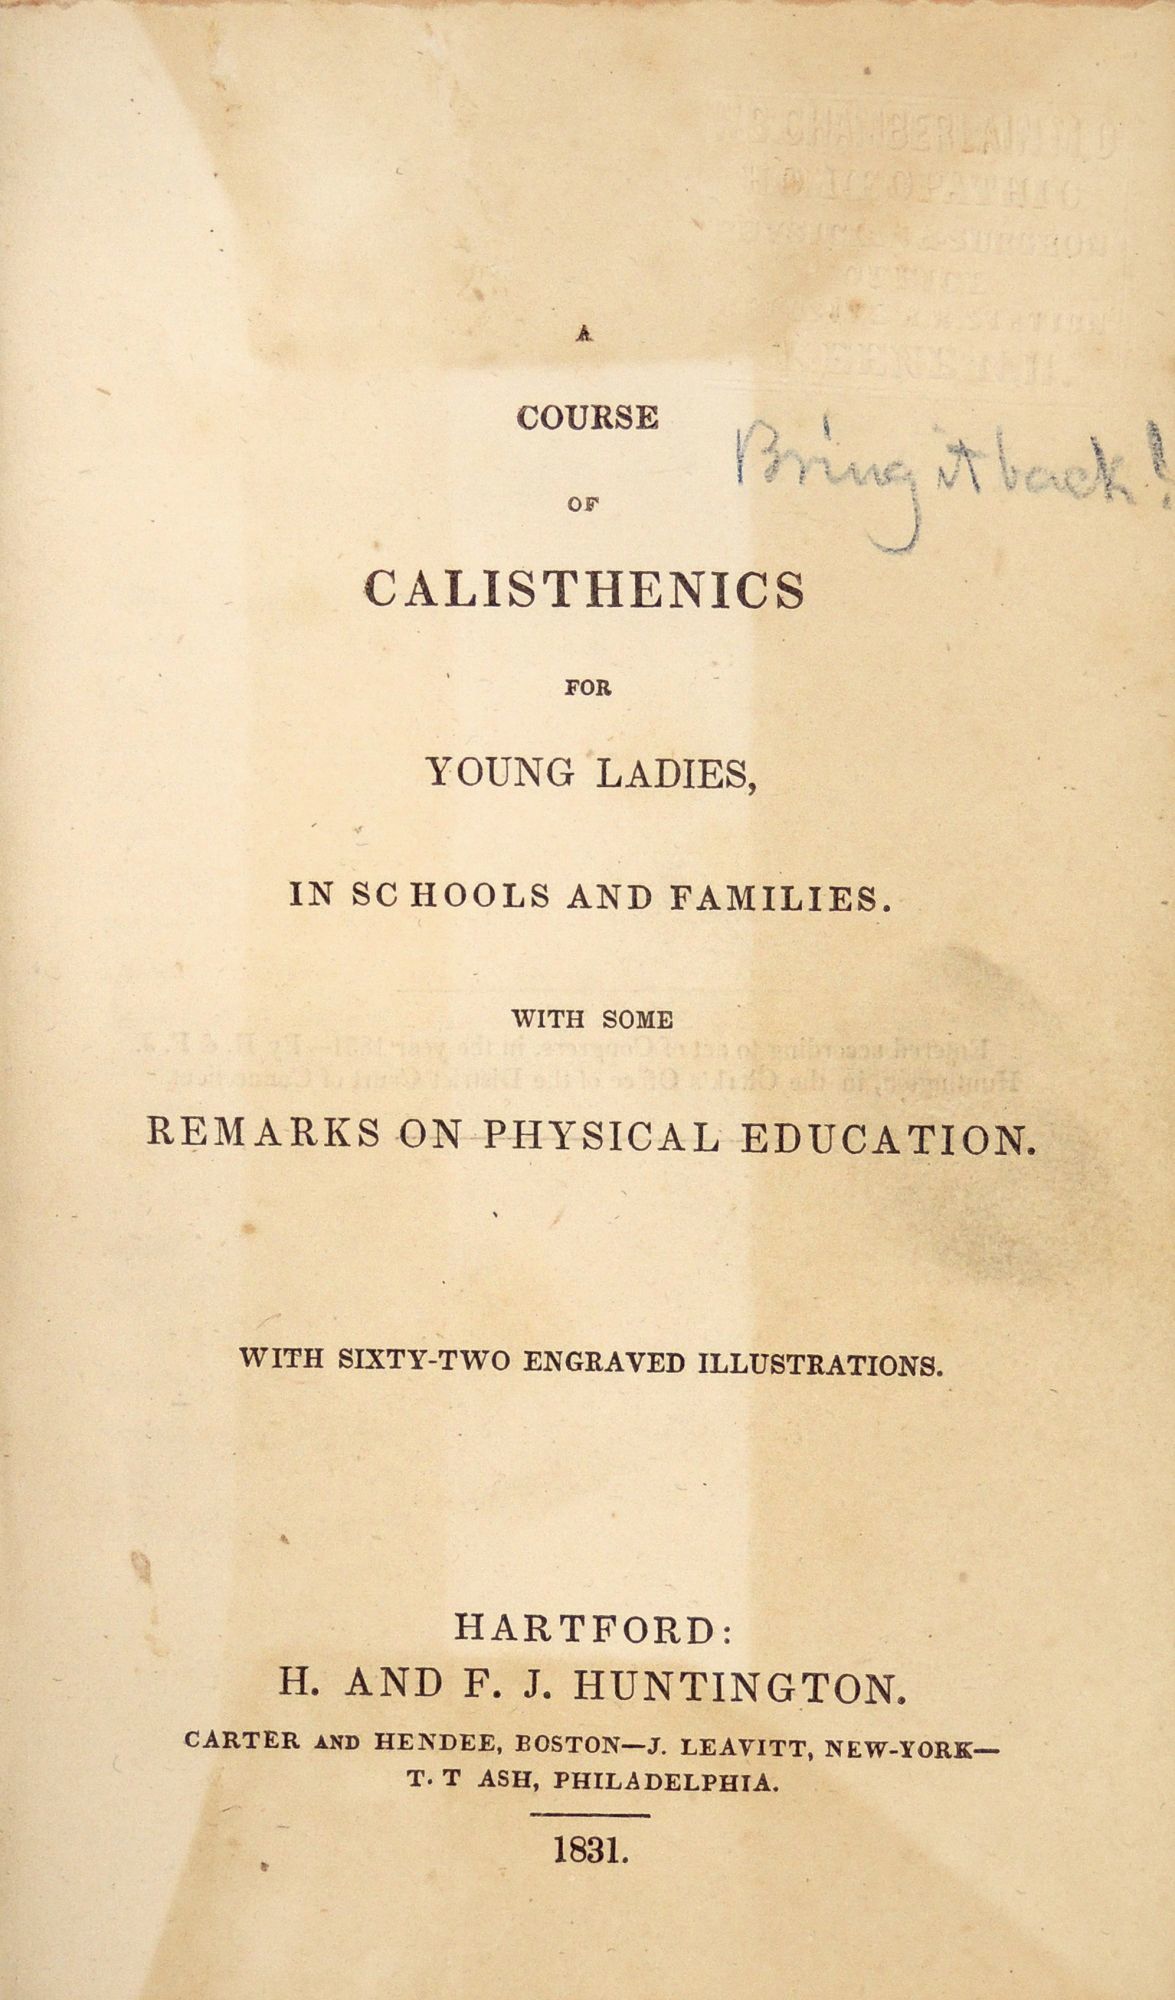 A
COURSE
OF
Bring it back!
CALISTHENICS
FOR
YOUNG LADIES,
IN SCHOOLS AND FAMILIES.
WITH SOME
REMARKS ON PHYSICAL EDUCATION.
WITH SIXTY-TWO ENGRAVED ILLUSTRATIONS.
HARTFORD:
H. AND F. J. HUNTINGTON.
CARTER AND HENDEE, BOSTON—J. LEAVITT, NEW-YORK—
T. T ASH, PHILADELPHIA.
1831.